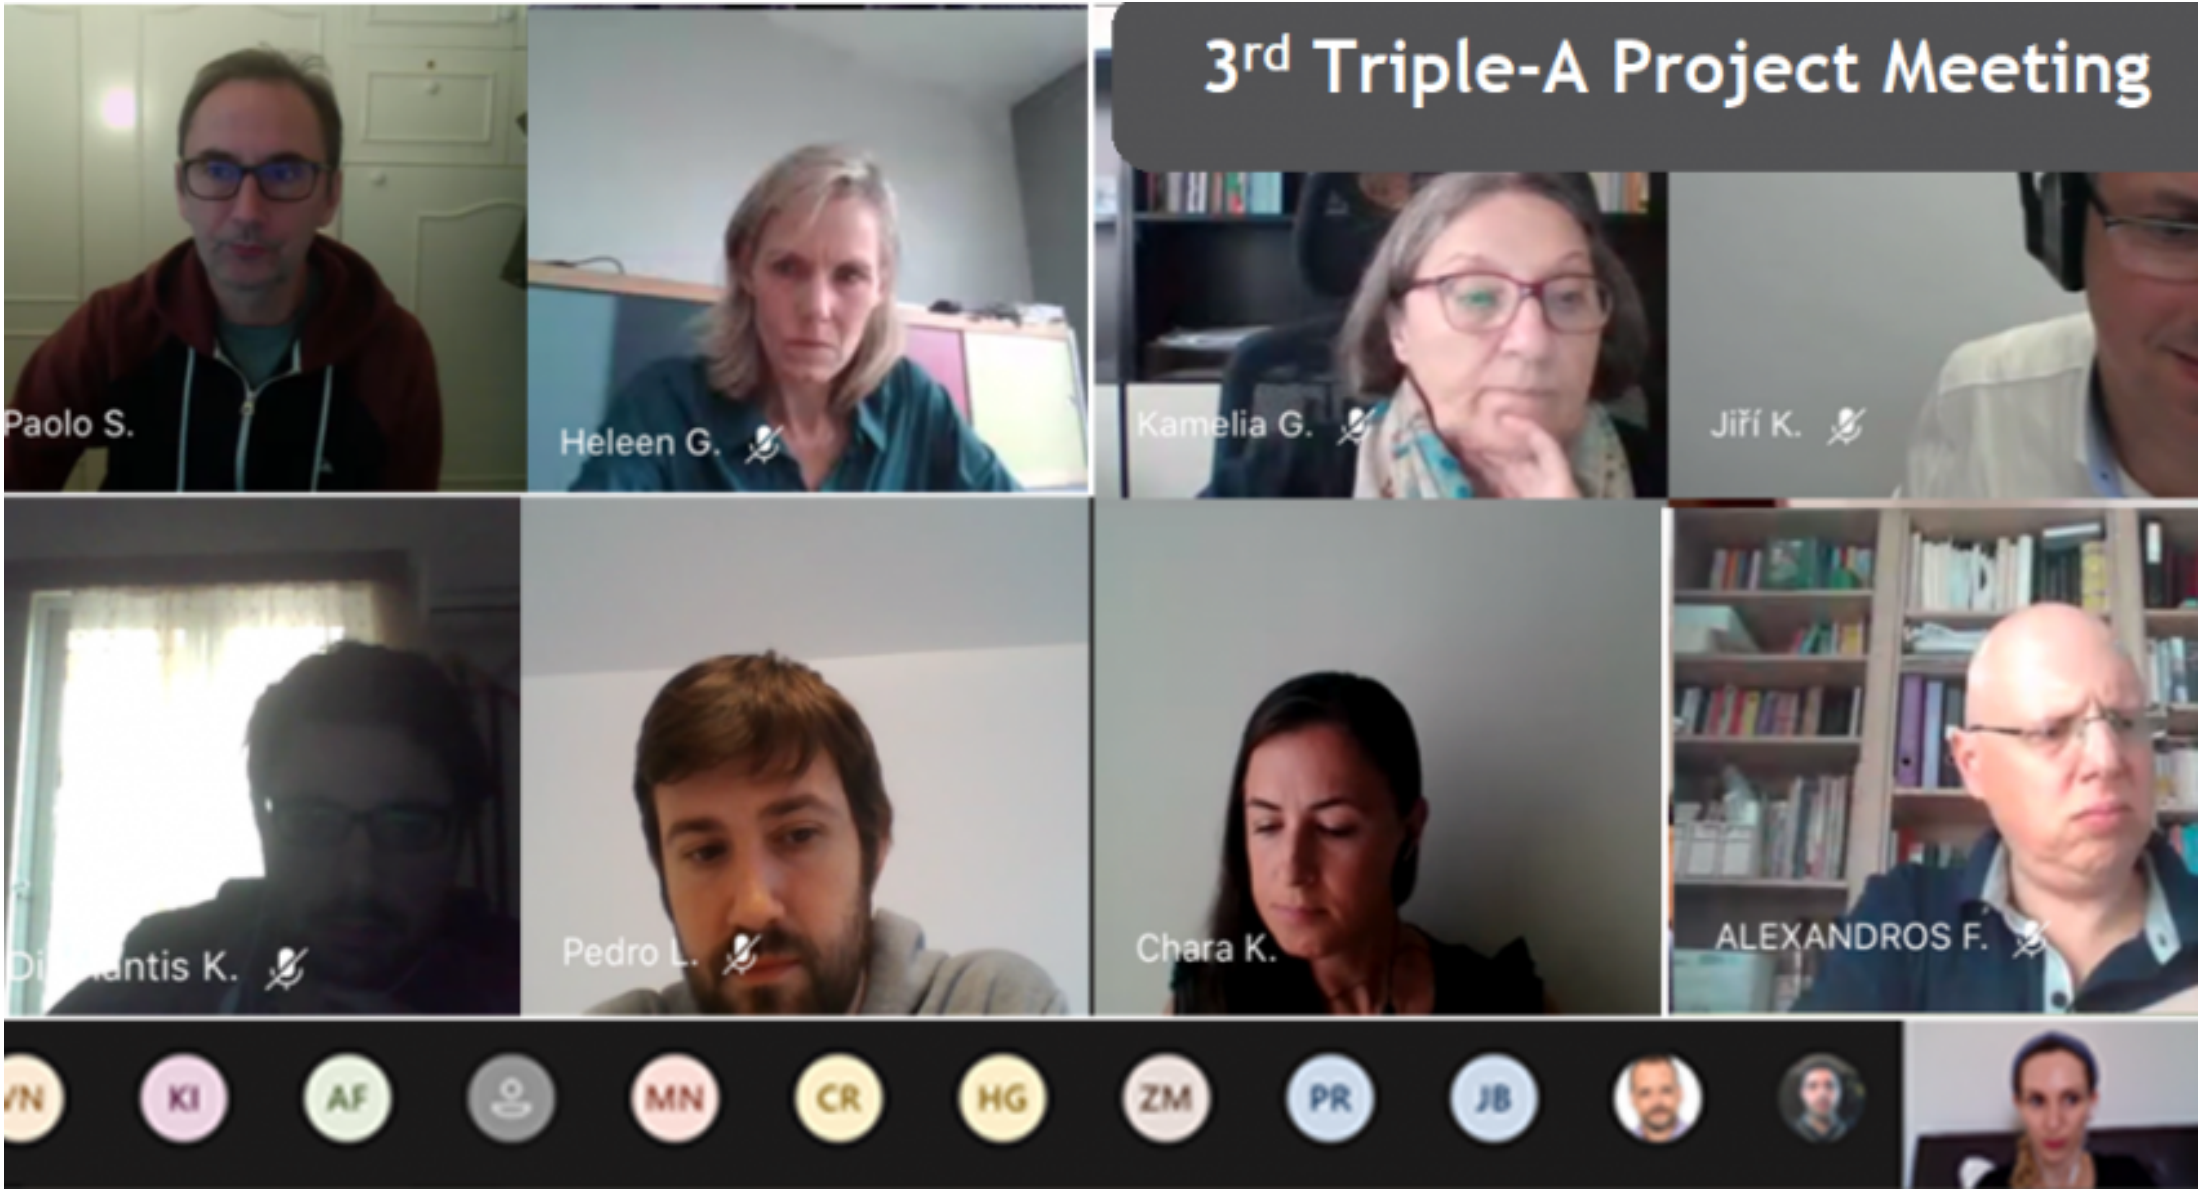 3rd Triple-A Project Meeting
Paolo S.
Heleen G.
Kamelia G.
Jiří K.
K.
Pedro L.
Chara K.
ALEXANDROS F.
VN
KI
AF
MN
CR
HG
ZM
PR
JB